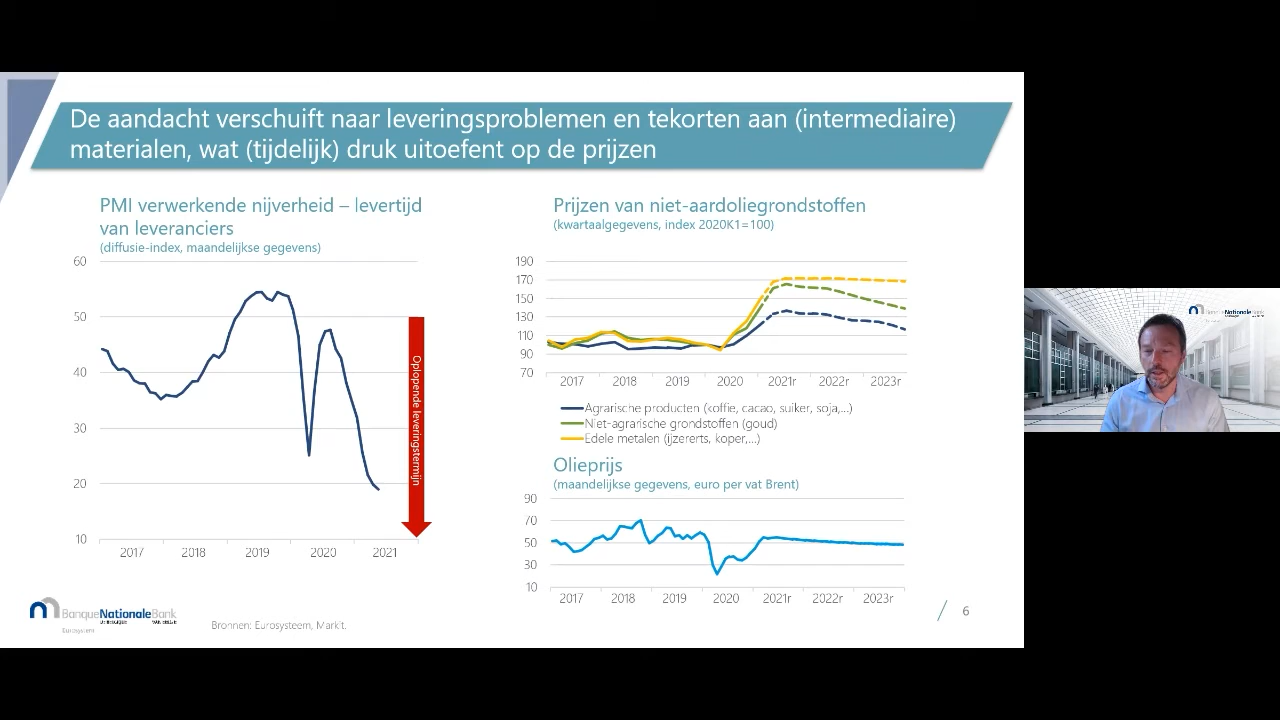 De aandacht verschuift naar leveringsproblemen en tekorten aan (intermediaire)
materialen, wat (tijdelijk) druk uitoefent op de prijzen
PMI verwerkende nijverheid – levertijd
van leveranciers
(diffusie-index, maandelijkse gegevens)
60
50
40
30
20
10
2017 2018 2019 2020 2021
Oplopende leveringstermijn
Prijzen van niet-aardoliegrondstoffen
(kwartaalgegevens, index 2020K1=100)
190
170
150
130
110
90
70
2017 2018 2019 2020 2021r 2022r 2023r
Agrarische producten (koffie, cacao, suiker, soja,..)
Niet-agrarische grondstoffen (goud)
Edele metalen (ijzererts, koper,...)
Olieprijs
(maandelijkse gegevens, euro per vat Brent)
90
70
50
30
10
2017 2018 2019 2020 2021r 2022r 2023r
BanqueNationaleBank
Eurosysteem
Bronnen: Eurosysteem, Markit.
6
BanqueNationaleBank